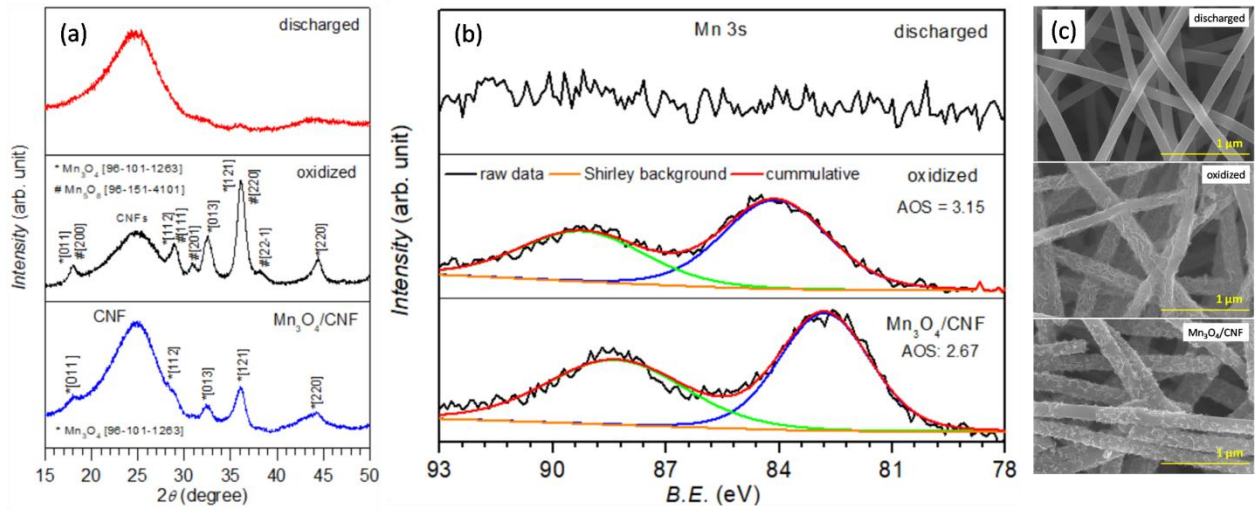 (a)
discharged
* Mn₃O₄ [96-101-1263]
# Mn₅O₈ [96-151-4101]
oxidized
*[011]
#[200]
CNFs
*[112]
#[111]
#[201]
*[013]
*[121]
#[220]
#[22-1]
*[220]
CNF
Mn₃O₄/CNF
*[011]
*[112]
*[013]
*[121]
*[220]
* Mn₃O₄ [96-101-1263]
Intensity (arb. unit)
15 20 25 30 35 40 45 50
2θ (degree)
(b)
Mn 3s
discharged
raw data
Shirley background
cummulative
oxidized
AOS = 3.15
Mn₃O₄/CNF
AOS: 2.67
Intensity (arb. unit)
93 90 87 84 81 78
B.E. (eV)
(c)
discharged
1 µm
oxidized
1 µm
Mn₃O₄/CNF
1 µm